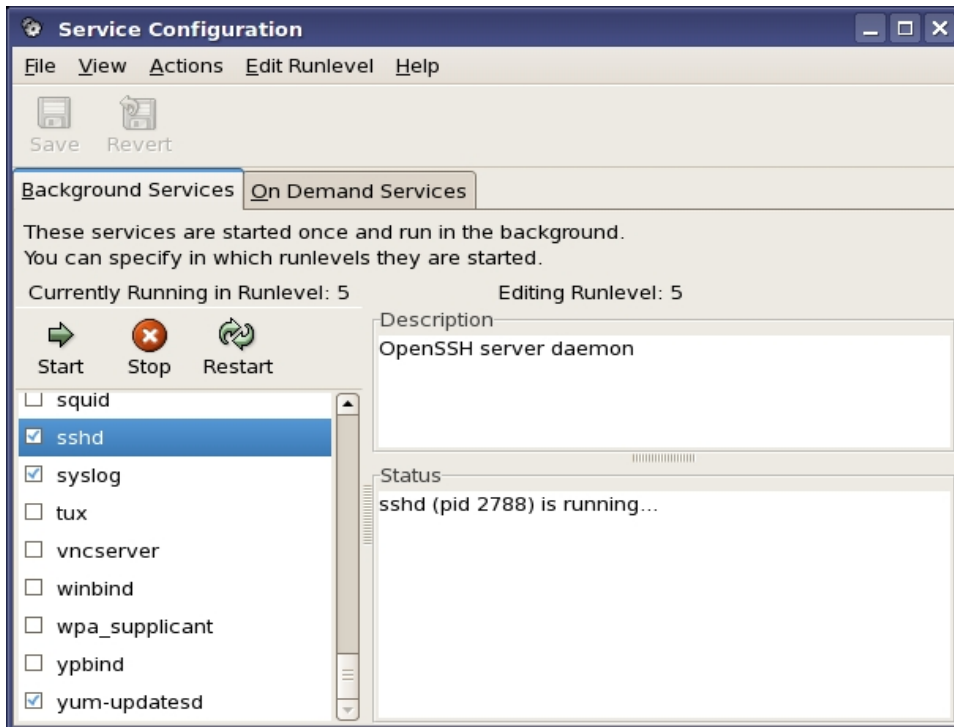 Service Configuration
File View Actions Edit Runlevel Help
Save Revert
Background Services On Demand Services
These services are started once and run in the background.
You can specify in which runlevels they are started.
Currently Running in Runlevel: 5 Editing Runlevel: 5
Start Stop Restart
squid
sshd
syslog
tux
vncserver
winbind
wpa_supplicant
ypbind
yum-updatesd
Description
OpenSSH server daemon
Status
sshd (pid 2788) is running...